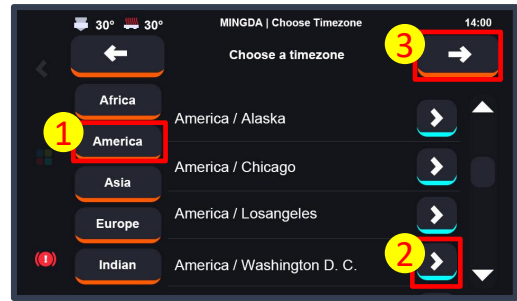 30° 30° MINGDA | Choose Timezone 14:00
Choose a timezone 3
Africa
America / Alaska
1
America
America / Chicago
Asia
America / Losangeles
Europe
2
Indian
America / Washington D. C.